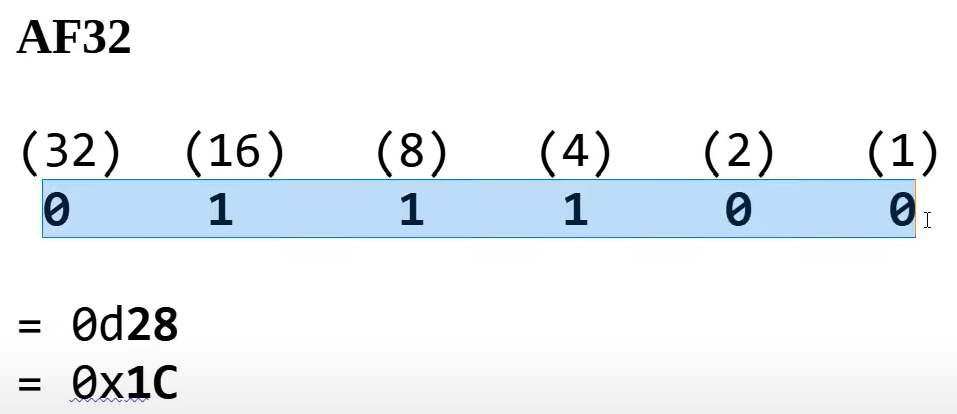 AF32
(32) (16) (8) (4) (2) (1)
0 1 1 1 0 0
= 0d28
= 0x1C